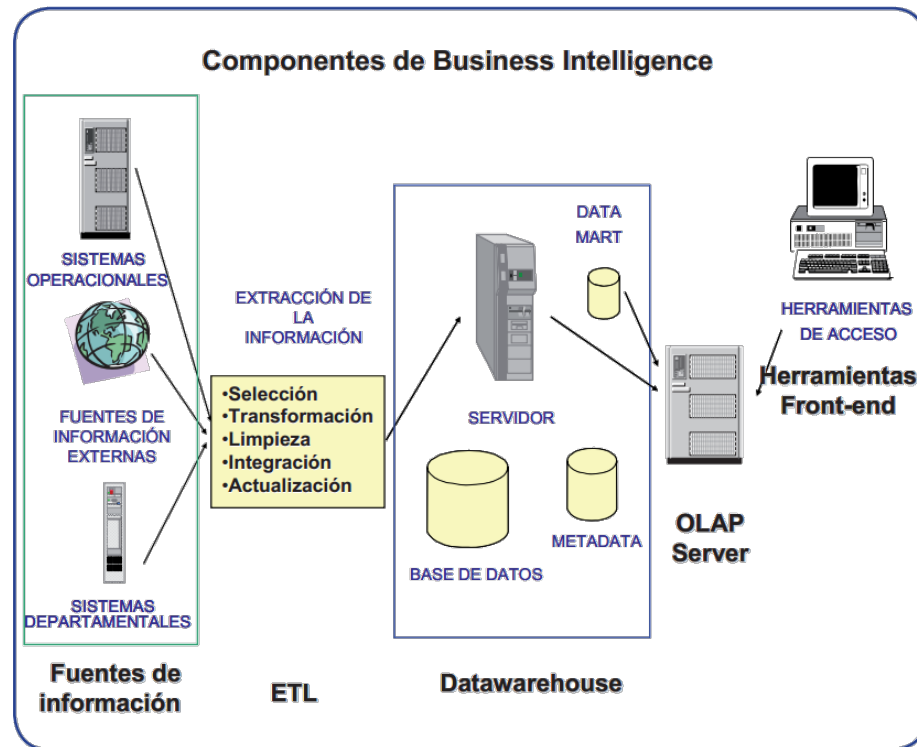 Componentes de Business Intelligence
SISTEMAS
OPERACIONALES
FUENTES DE
INFORMACIÓN
EXTERNAS
SISTEMAS
DEPARTAMENTALES
Fuentes de
información
EXTRACCIÓN DE
LA
INFORMACIÓN
•Selección
•Transformación
•Limpieza
•Integración
•Actualización
ETL
DATA
MART
SERVIDOR
BASE DE DATOS
METADATA
Datawarehouse
OLAP
Server
HERRAMIENTAS
DE ACCESO
Herramientas
Front-end